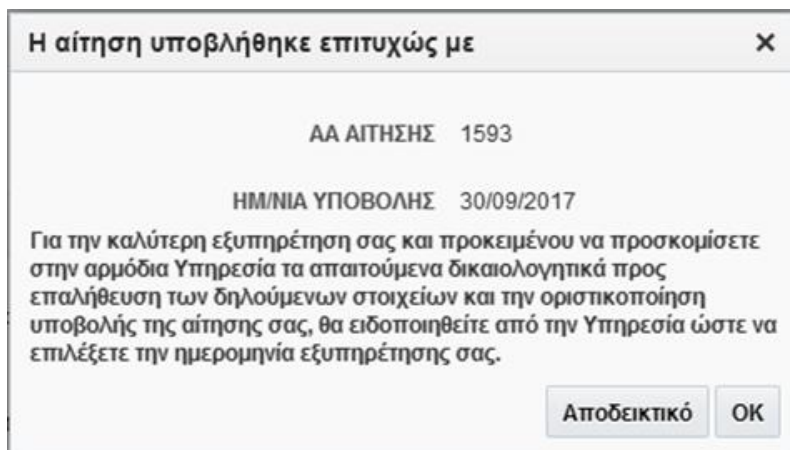 Η αίτηση υποβλήθηκε επιτυχώς με
ΑΑ ΑΙΤΗΣΗΣ 1593
ΗΜ/ΝΙΑ ΥΠΟΒΟΛΗΣ 30/09/2017
Για την καλύτερη εξυπηρέτηση σας και προκειμένου να προσκομίσετε
στην αρμόδια Υπηρεσία τα απαιτούμενα δικαιολογητικά προς
επαλήθευση των δηλούμενων στοιχείων και την οριστικοποίηση
υποβολής της αίτησης σας, θα ειδοποιηθείτε από την Υπηρεσία ώστε να
επιλέξετε την ημερομηνία εξυπηρέτησης σας.
Αποδεικτικό OK